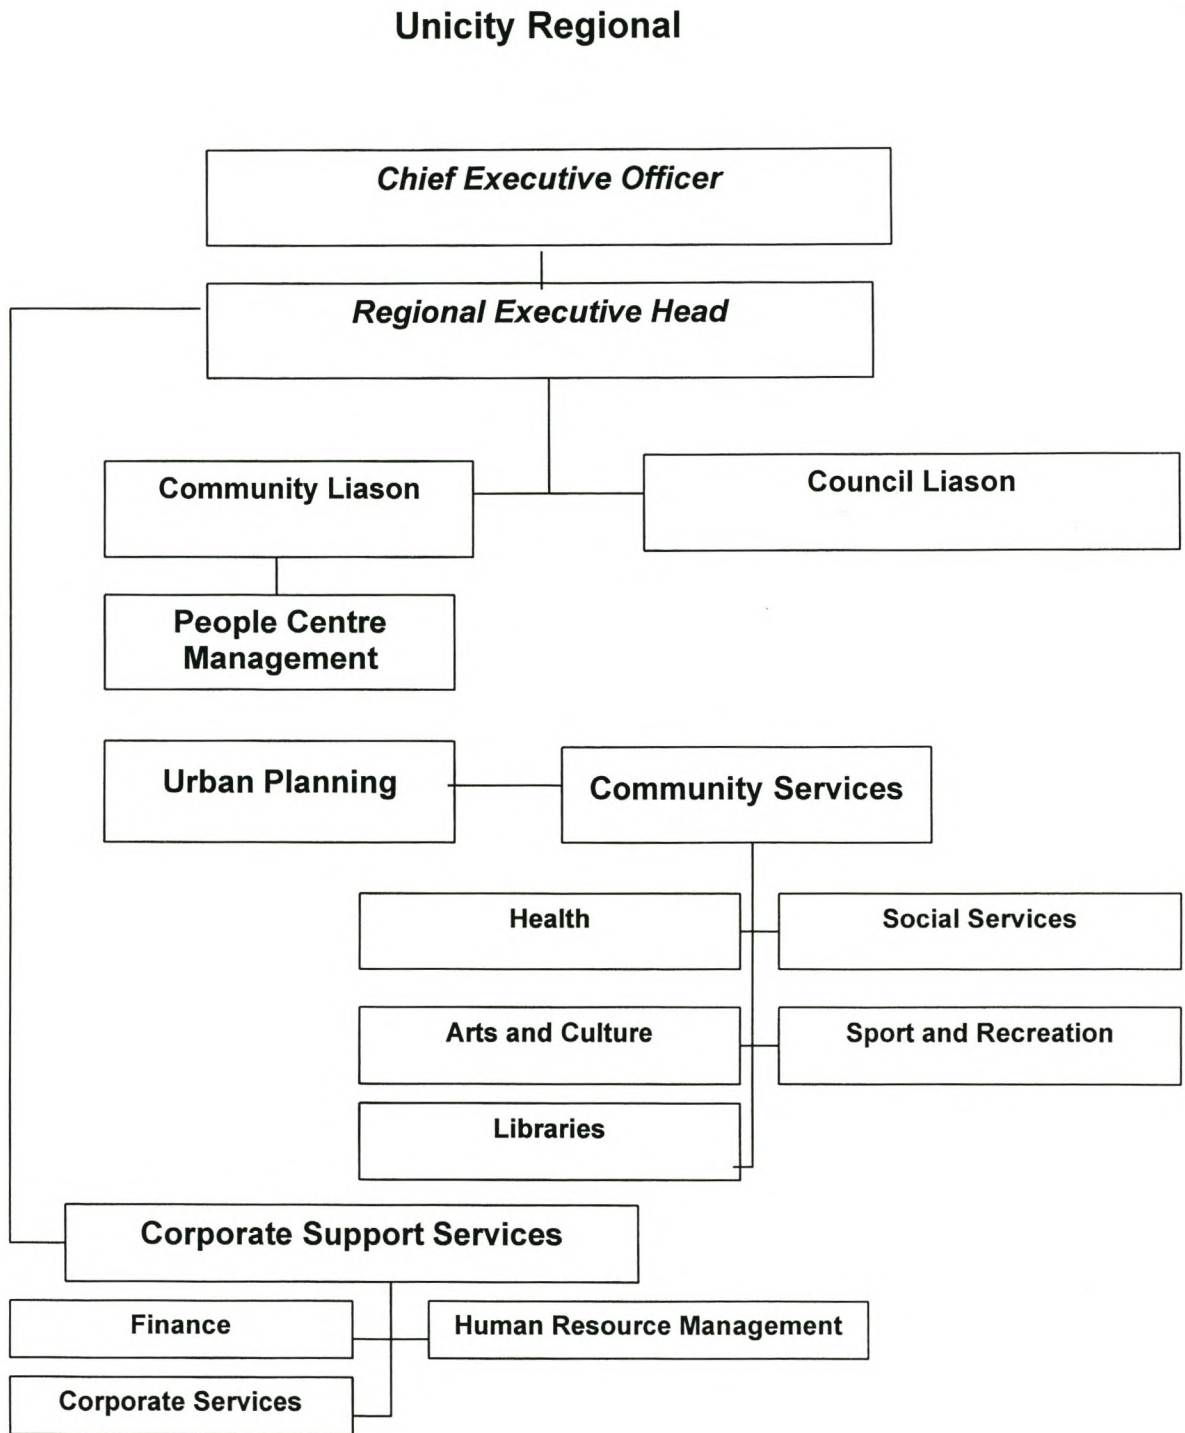 Unicity Regional
Chief Executive Officer
Regional Executive Head
Community Liason
Council Liason
People Centre
Management
Urban Planning
Community Services
Health
Social Services
Arts and Culture
Sport and Recreation
Libraries
Corporate Support Services
Finance
Human Resource Management
Corporate Services